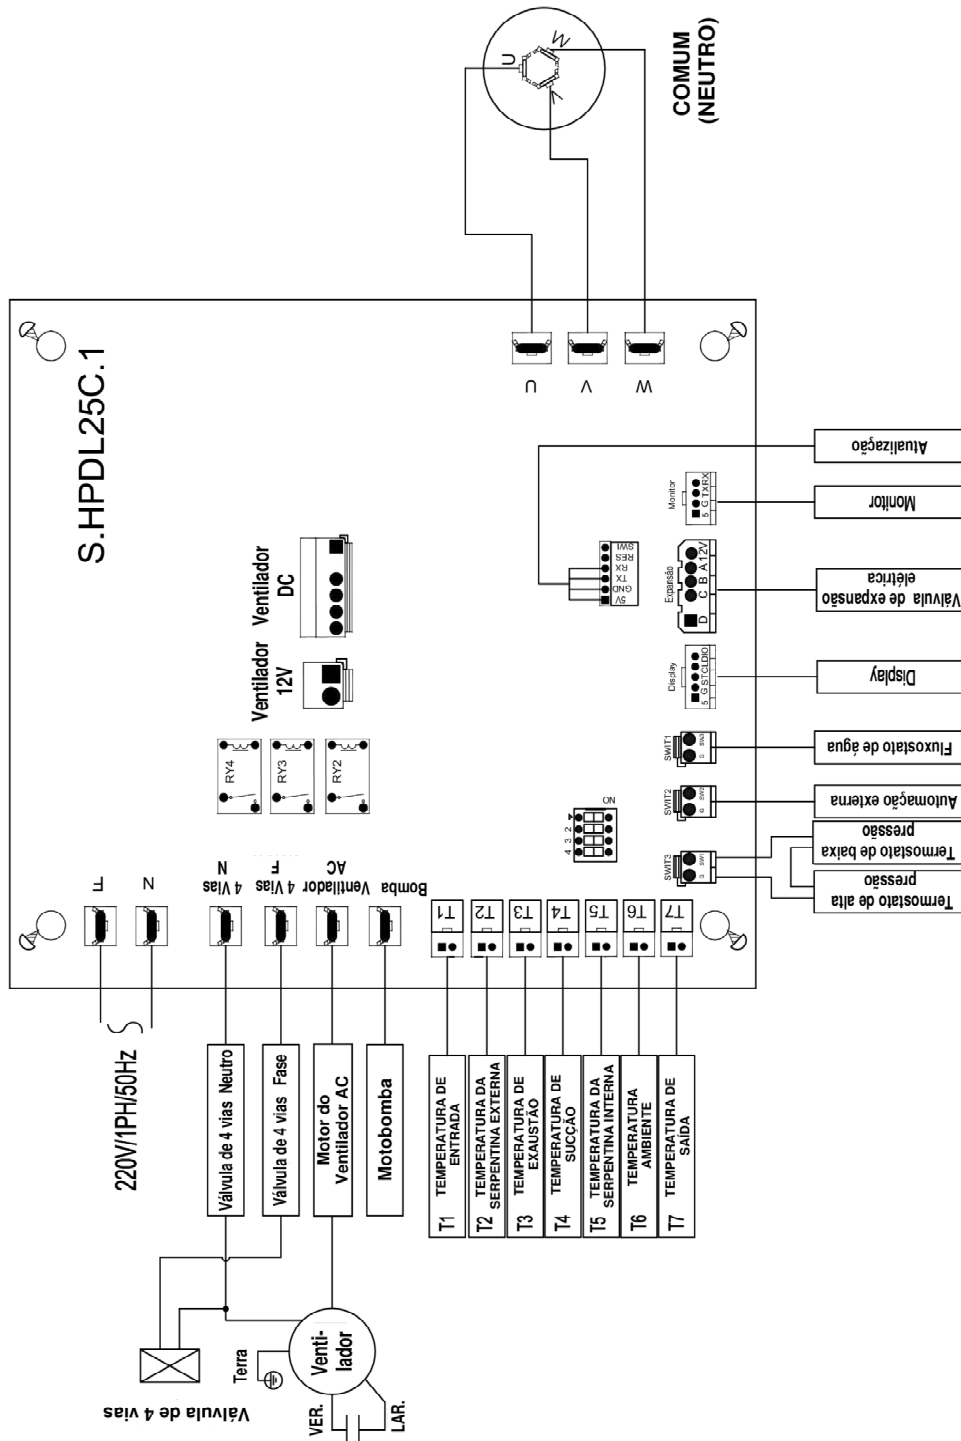 S.HPDL25C.1
COMUM
(NEUTRO)
U
W
V
U
V
W
Ventilador
DC
Ventilador
12V
RY4
RY3
RY2
F
N
4 Vias
N
4 Vias
F
Ventilador
AC
Bomba
220V/1PH/50Hz
Válvula de 4 vias Neutro
Válvula de 4 vias Fase
Motor do
Ventilador AC
Motobomba
Válvula de 4 vias
Terra
Venti-
lador
VER.
LAR.
T1
T2
T3
T4
T5
T6
T7
T1 TEMPERATURA DE
ENTRADA
T2 TEMPERATURA DA
SERPENTINA EXTERNA
T3 TEMPERATURA DE
EXAUSTÃO
T4 TEMPERATURA DE
SUCÇÃO
T5 TEMPERATURA DA
SERPENTINA INTERNA
T6 TEMPERATURA
AMBIENTE
T7 TEMPERATURA DE
SAÍDA
ON
2
3
4
SWI
RES
RX
TX
GND
5V
Monitor
5 G TXRX
Expansão
D C B A 12V
Display
5 G STCLDIO
SWIT1
G SW3
SWIT2
G SW2
SWIT3
G SW1
Atualização
Monitor
Válvula de expansão
elétrica
Display
Fluxostato de água
Automação externa
Termostato de baixa
pressão
Termostato de alta
pressão